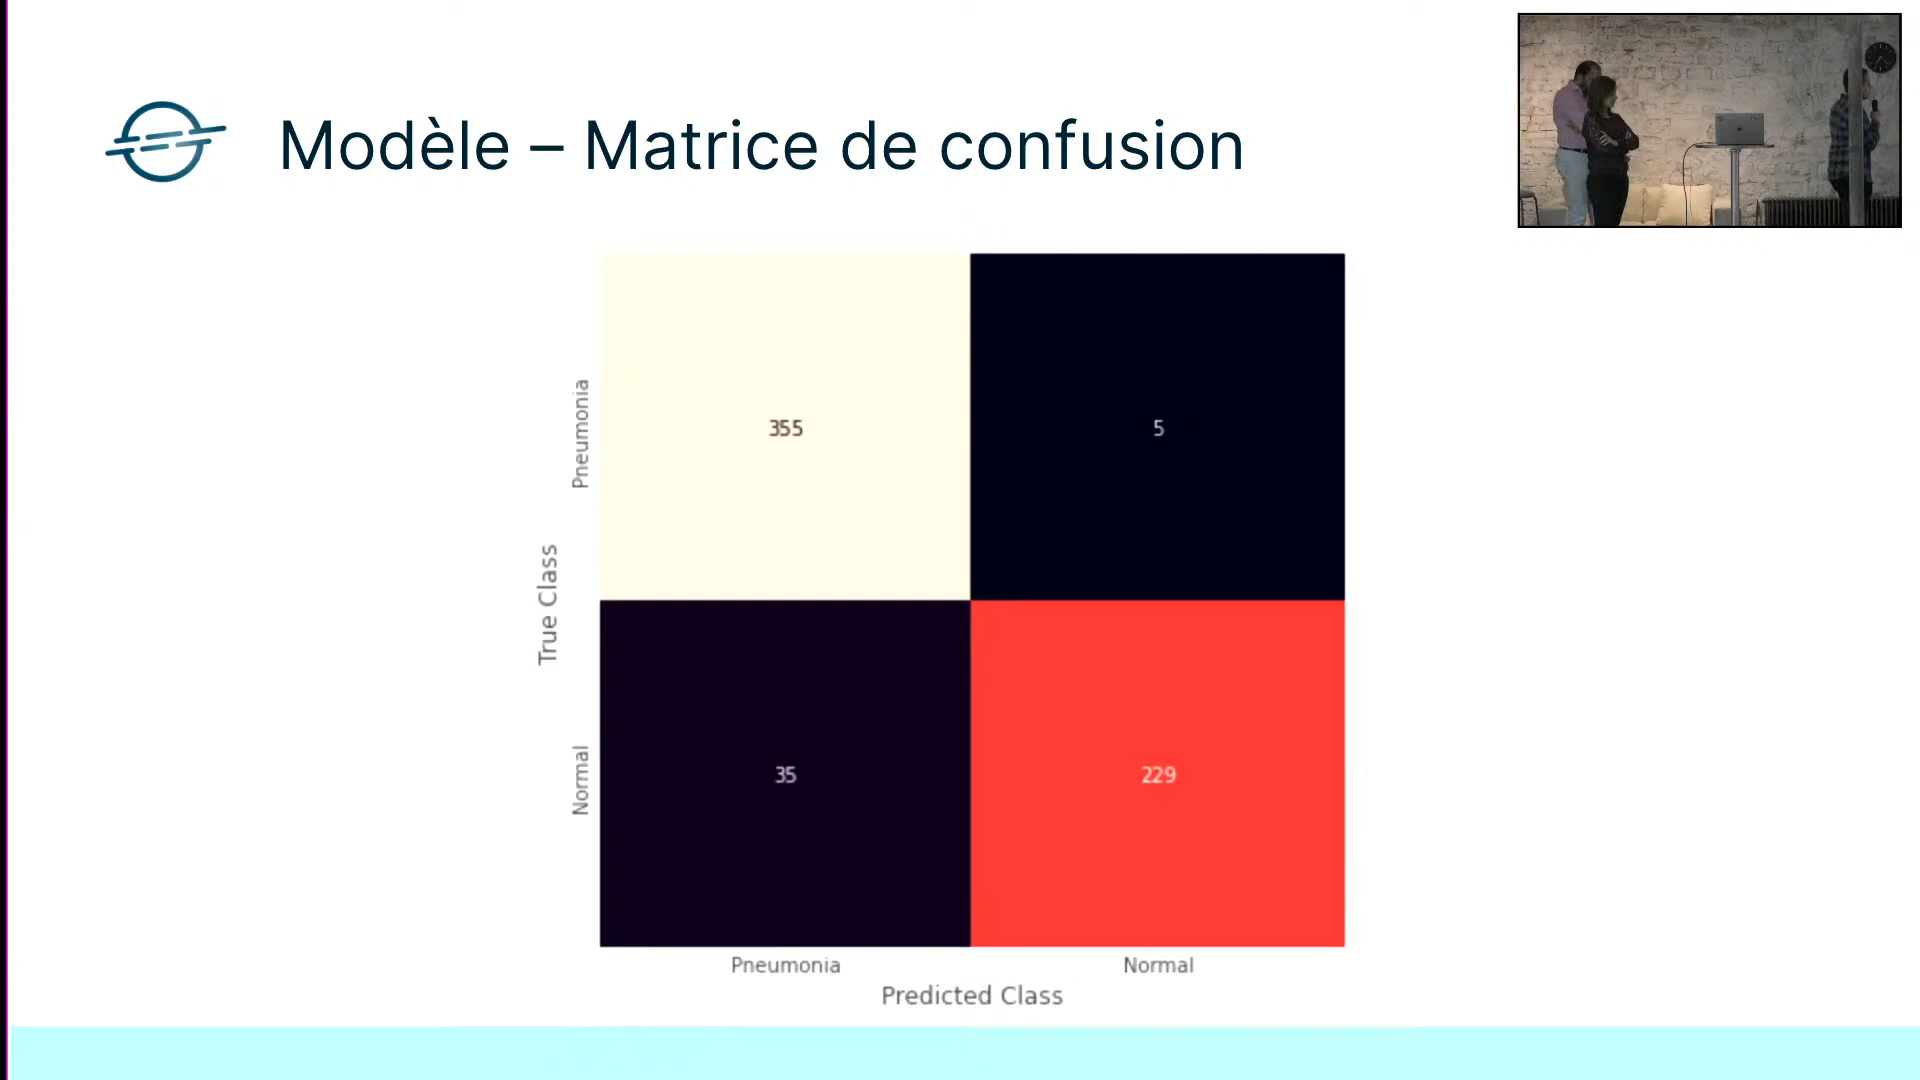 Modèle – Matrice de confusion
Pneumonia
355
5
True Class
Normal
35
229
Pneumonia
Normal
Predicted Class